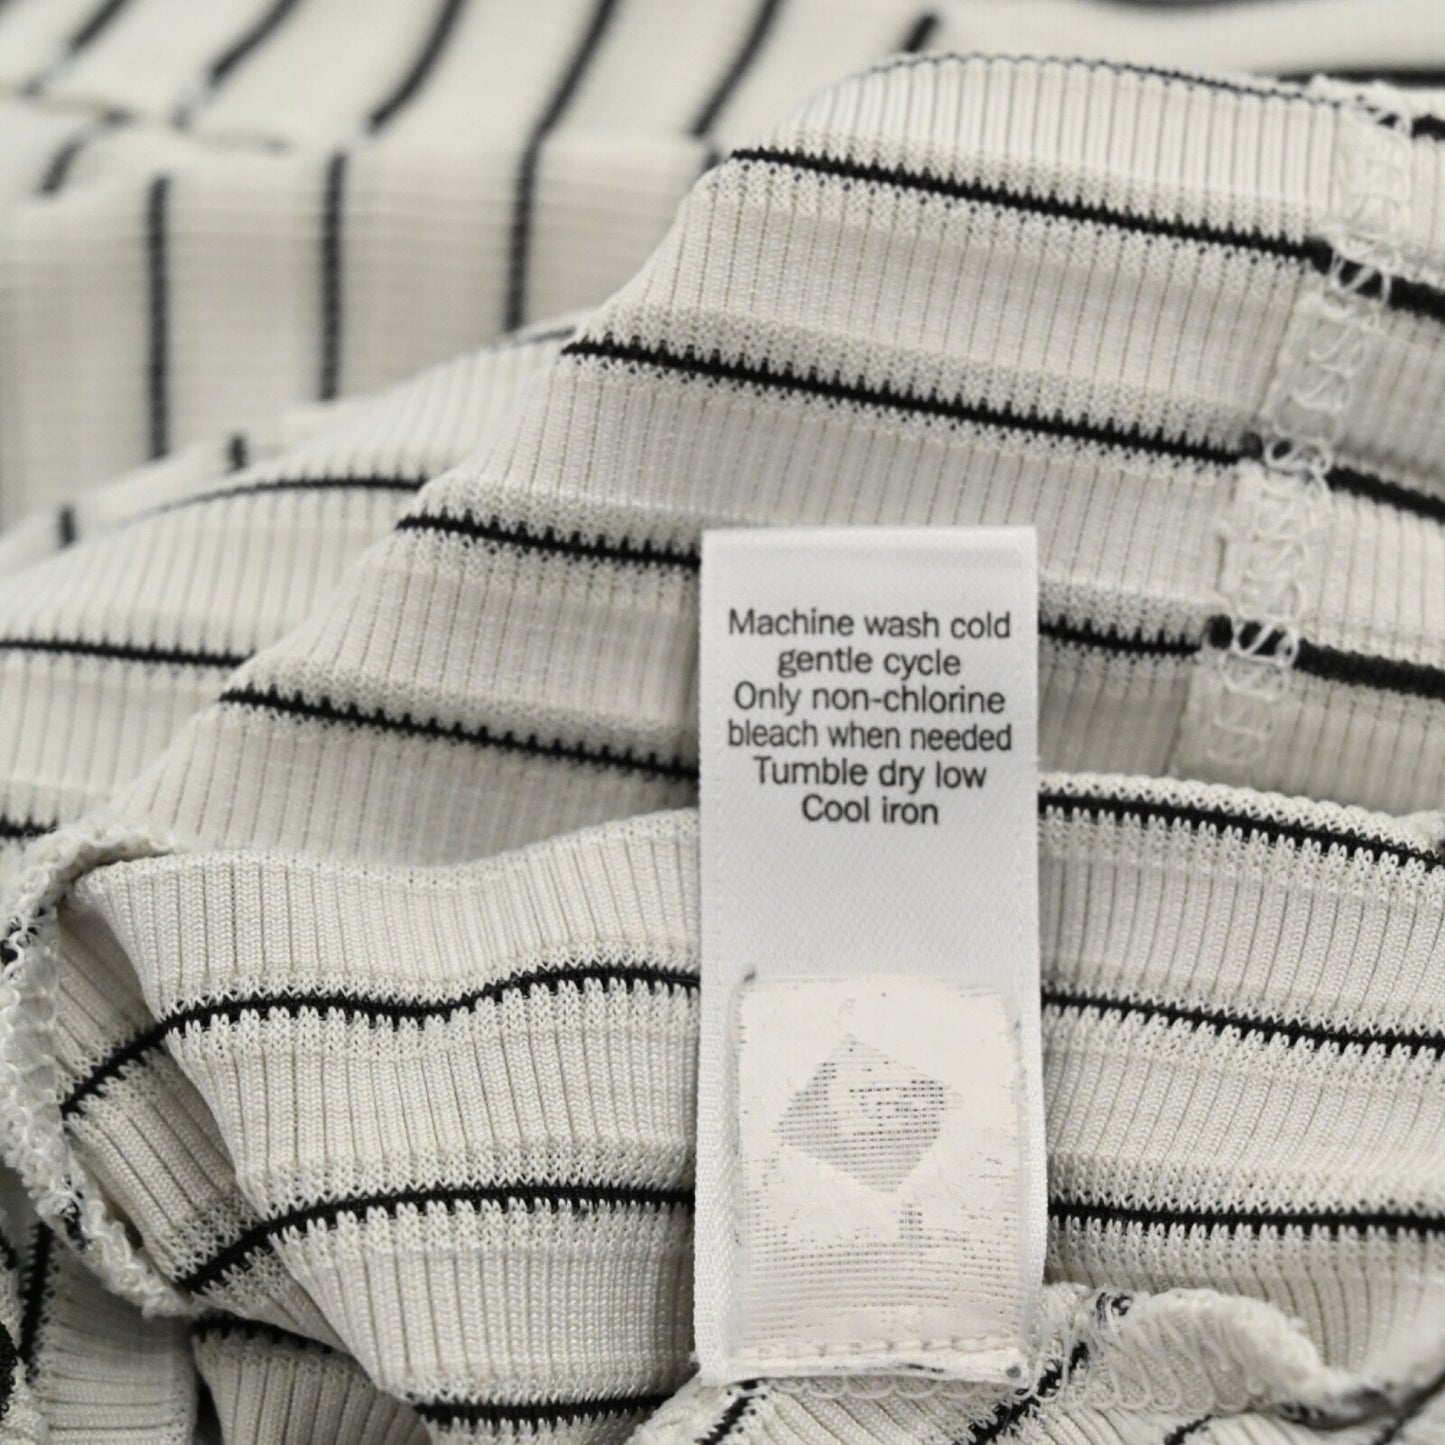 Machine wash cold
gentle cycle
Only non-chlorine
bleach when needed
Tumble dry low
Cool iron